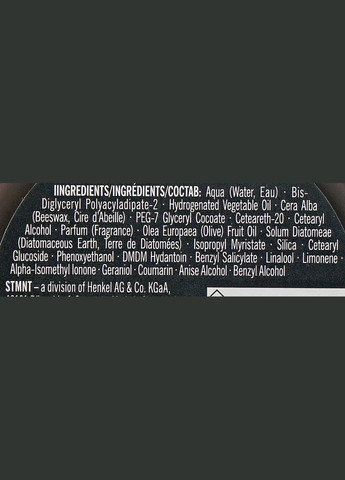 IINGREDIENTS/INGRÉDIENTS/СОСТАВ: Aqua (Water, Eau) · Bis-
Diglyceryl Polyacyladipate-2 · Hydrogenated Vegetable Oil · Cera Alba
(Beeswax, Cire d'Abeille) · PEG-7 Glyceryl Cocoate · Ceteareth-20 · Cetearyl
Alcohol · Parfum (Fragrance) · Olea Europaea (Olive) Fruit Oil · Solum Diatomeae
(Diatomaceous Earth, Terre de Diatomées) · Isopropyl Myristate · Silica · Cetearyl
Glucoside · Phenoxyethanol · DMDM Hydantoin · Benzyl Salicylate · Linalool · Limonene ·
Alpha-Isomethyl Ionone · Geraniol · Coumarin · Anise Alcohol · Benzyl Alcohol
STMNT – a division of Henkel AG & Co. KGaA,